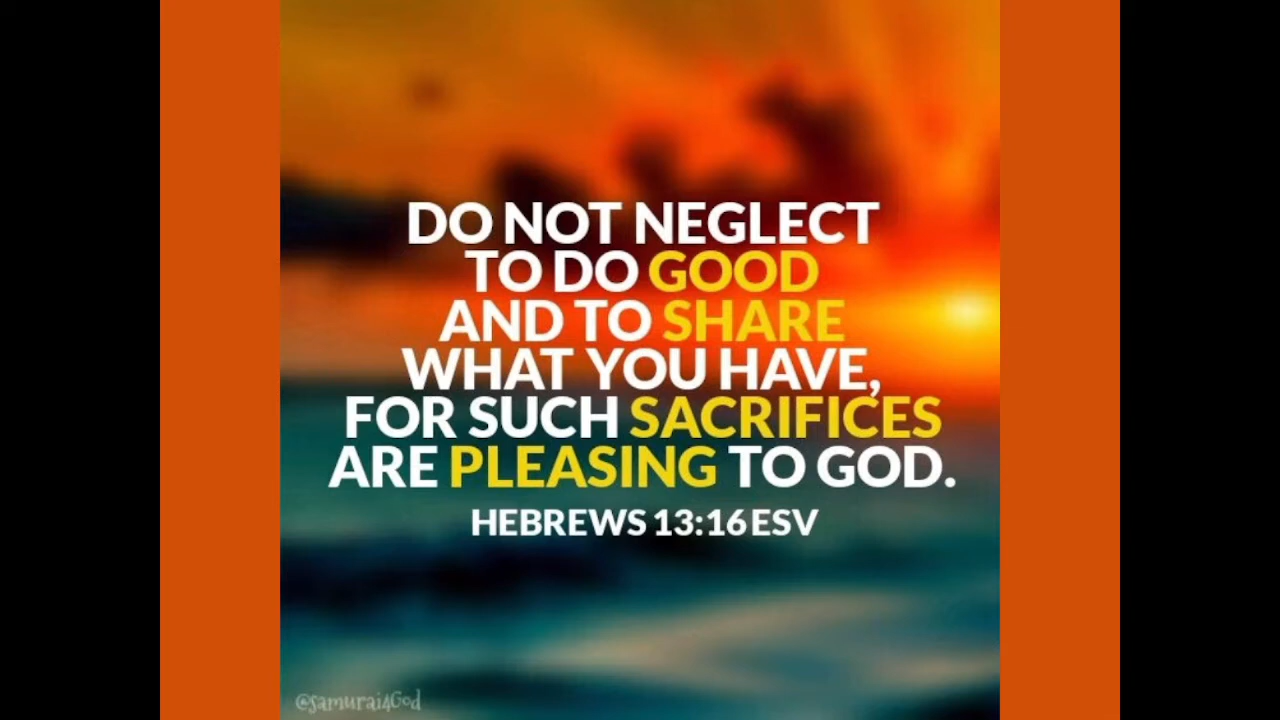 DO NOT NEGLECT
TO DO GOOD
AND TO SHARE
WHAT YOU HAVE,
FOR SUCH SACRIFICES
ARE PLEASING TO GOD.
HEBREWS 13:16 ESV
@samurai4God